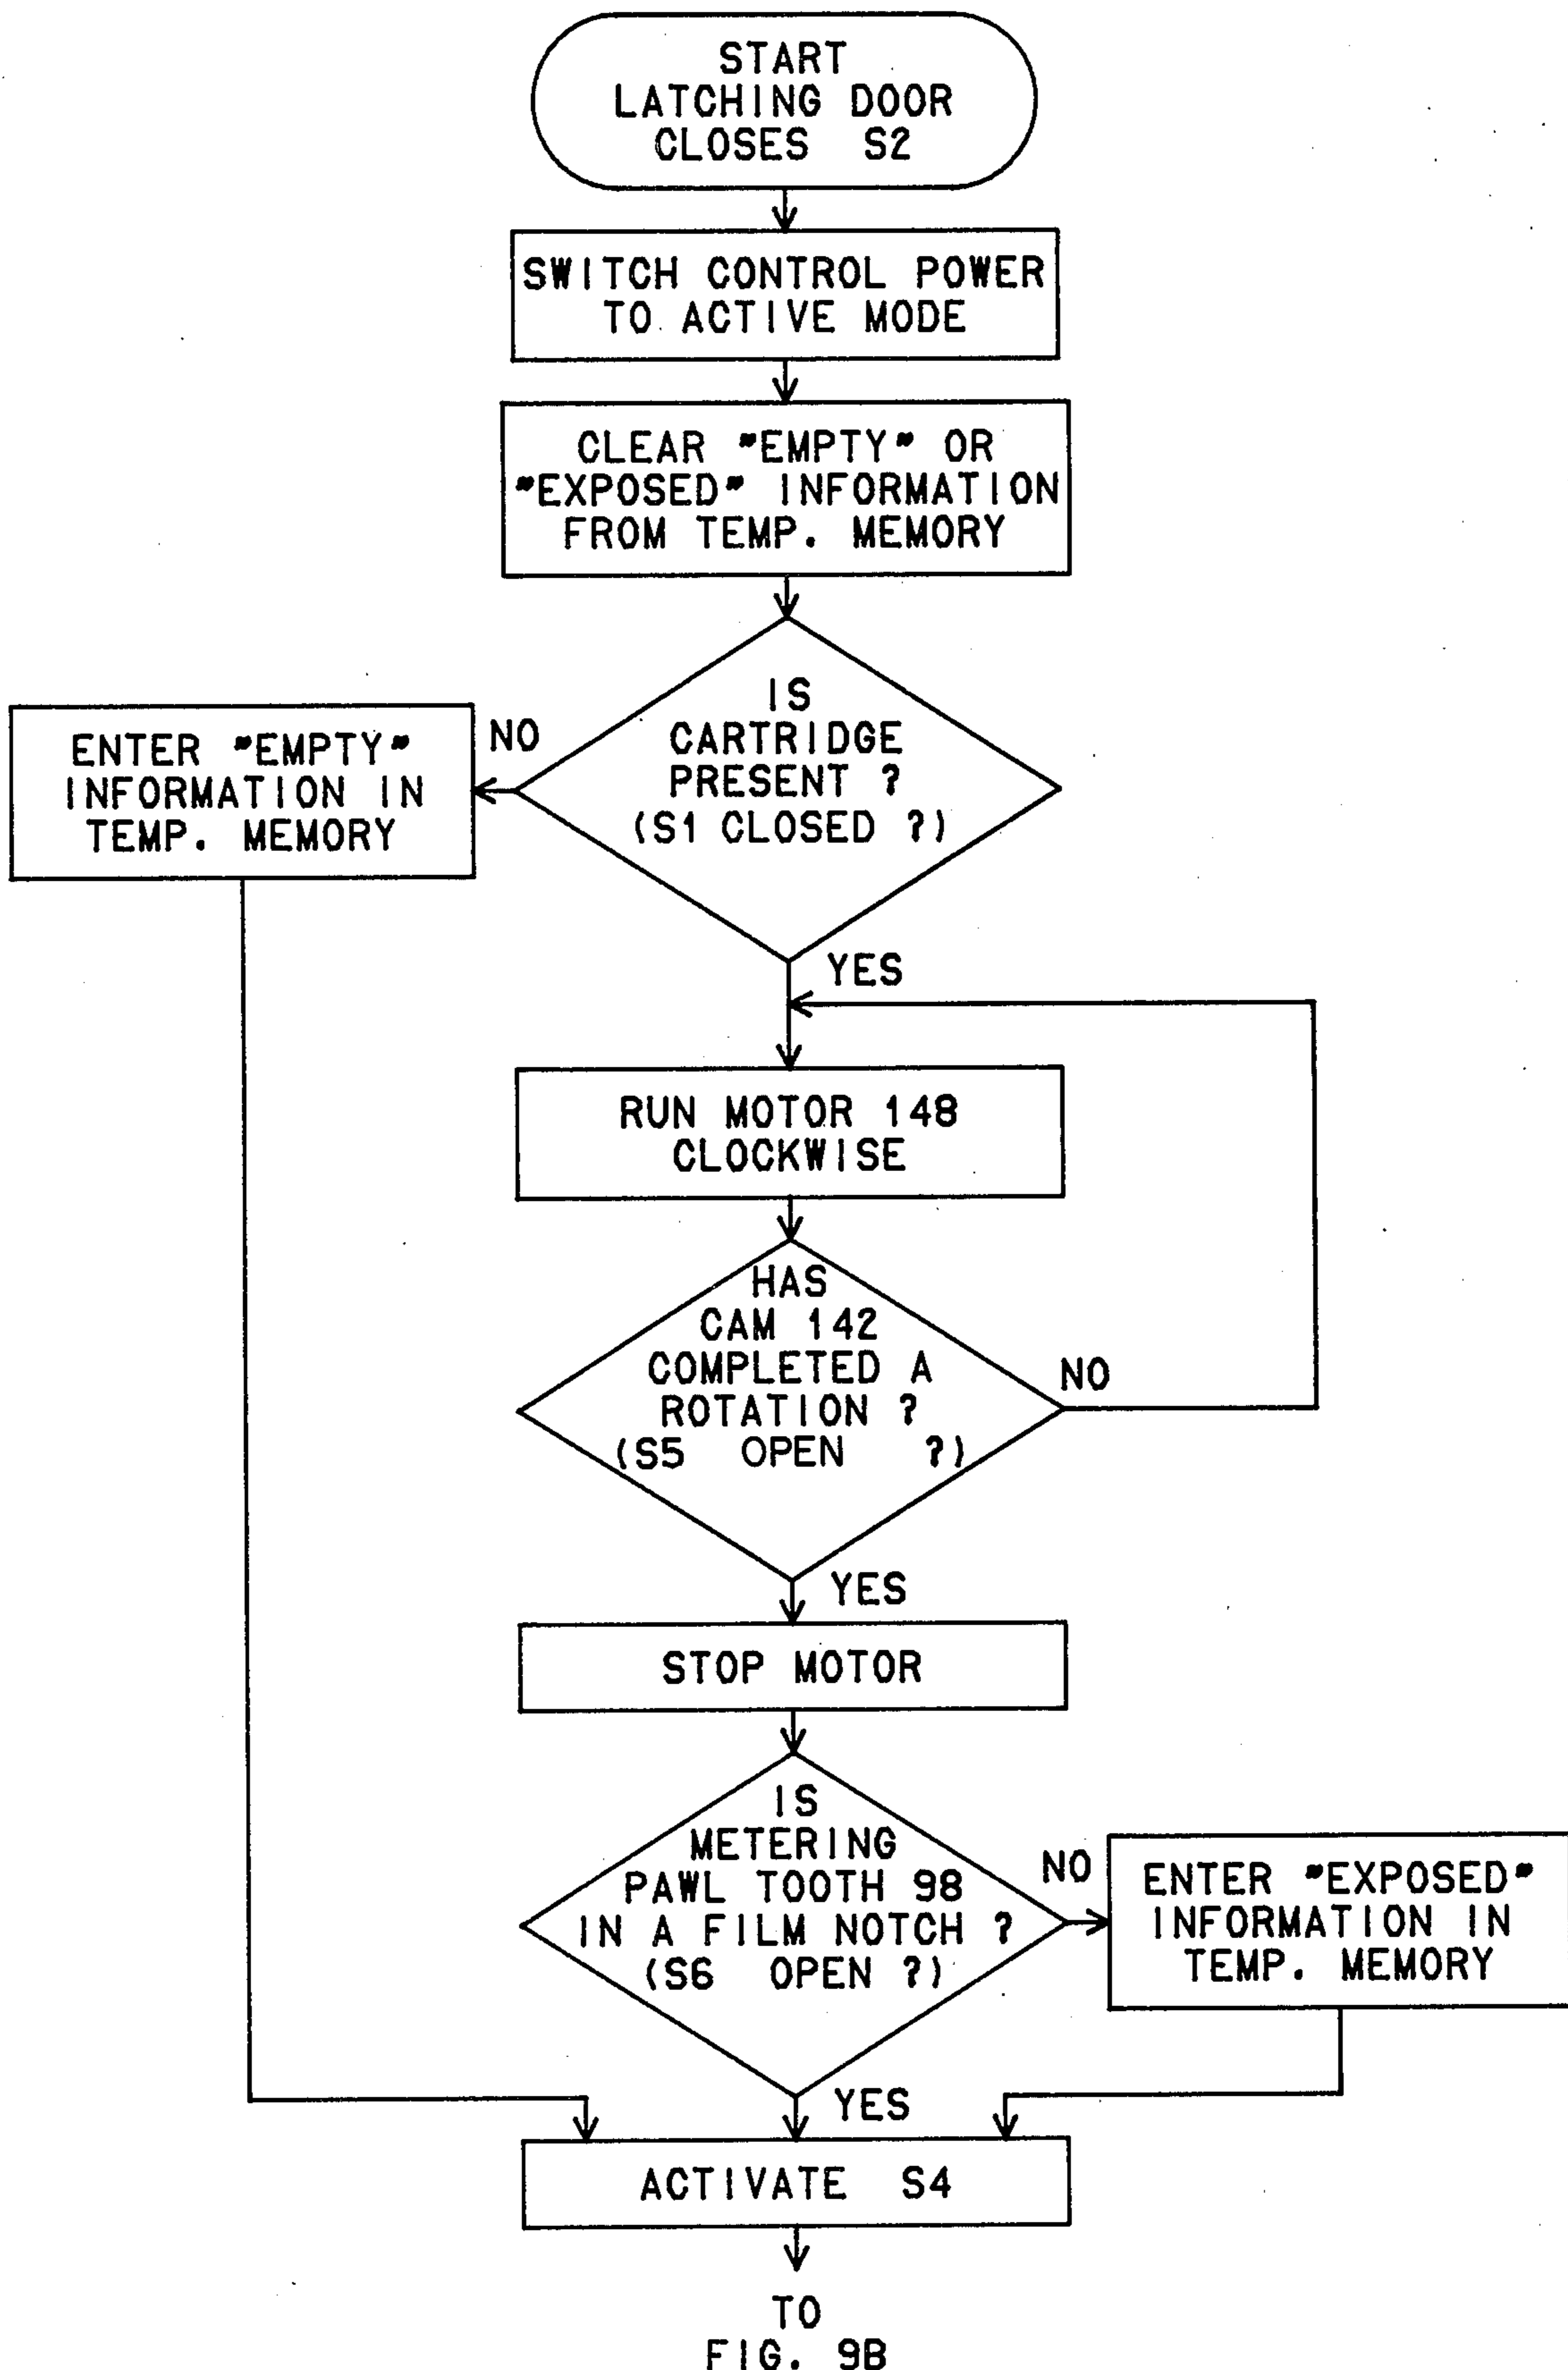 START
LATCHING DOOR
CLOSES S2
SWITCH CONTROL POWER
TO ACTIVE MODE
CLEAR "EMPTY" OR
"EXPOSED" INFORMATION
FROM TEMP. MEMORY
IS
CARTRIDGE
PRESENT ?
(S1 CLOSED ?)
NO
ENTER "EMPTY"
INFORMATION IN
TEMP. MEMORY
YES
RUN MOTOR 148
CLOCKWISE
HAS
CAM 142
COMPLETED A
ROTATION ?
(S5 OPEN ?)
NO
YES
STOP MOTOR
IS
METERING
PAWL TOOTH 98
IN A FILM NOTCH ?
(S6 OPEN ?)
NO
ENTER "EXPOSED"
INFORMATION IN
TEMP. MEMORY
YES
ACTIVATE S4
TO
FIG. 9B